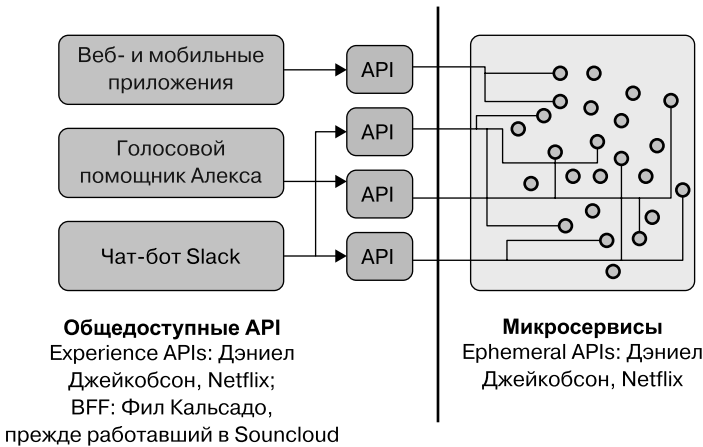 Веб- и мобильные
приложения
API
API
Голосовой
помощник Алекса
API
Чат-бот Slack
API
Общедоступные API
Experience APIs: Дэниел
Джейкобсон, Netflix;
BFF: Фил Кальсадо,
прежде работавший в Souncloud
Микросервисы
Ephemeral APIs: Дэниел
Джейкобсон, Netflix